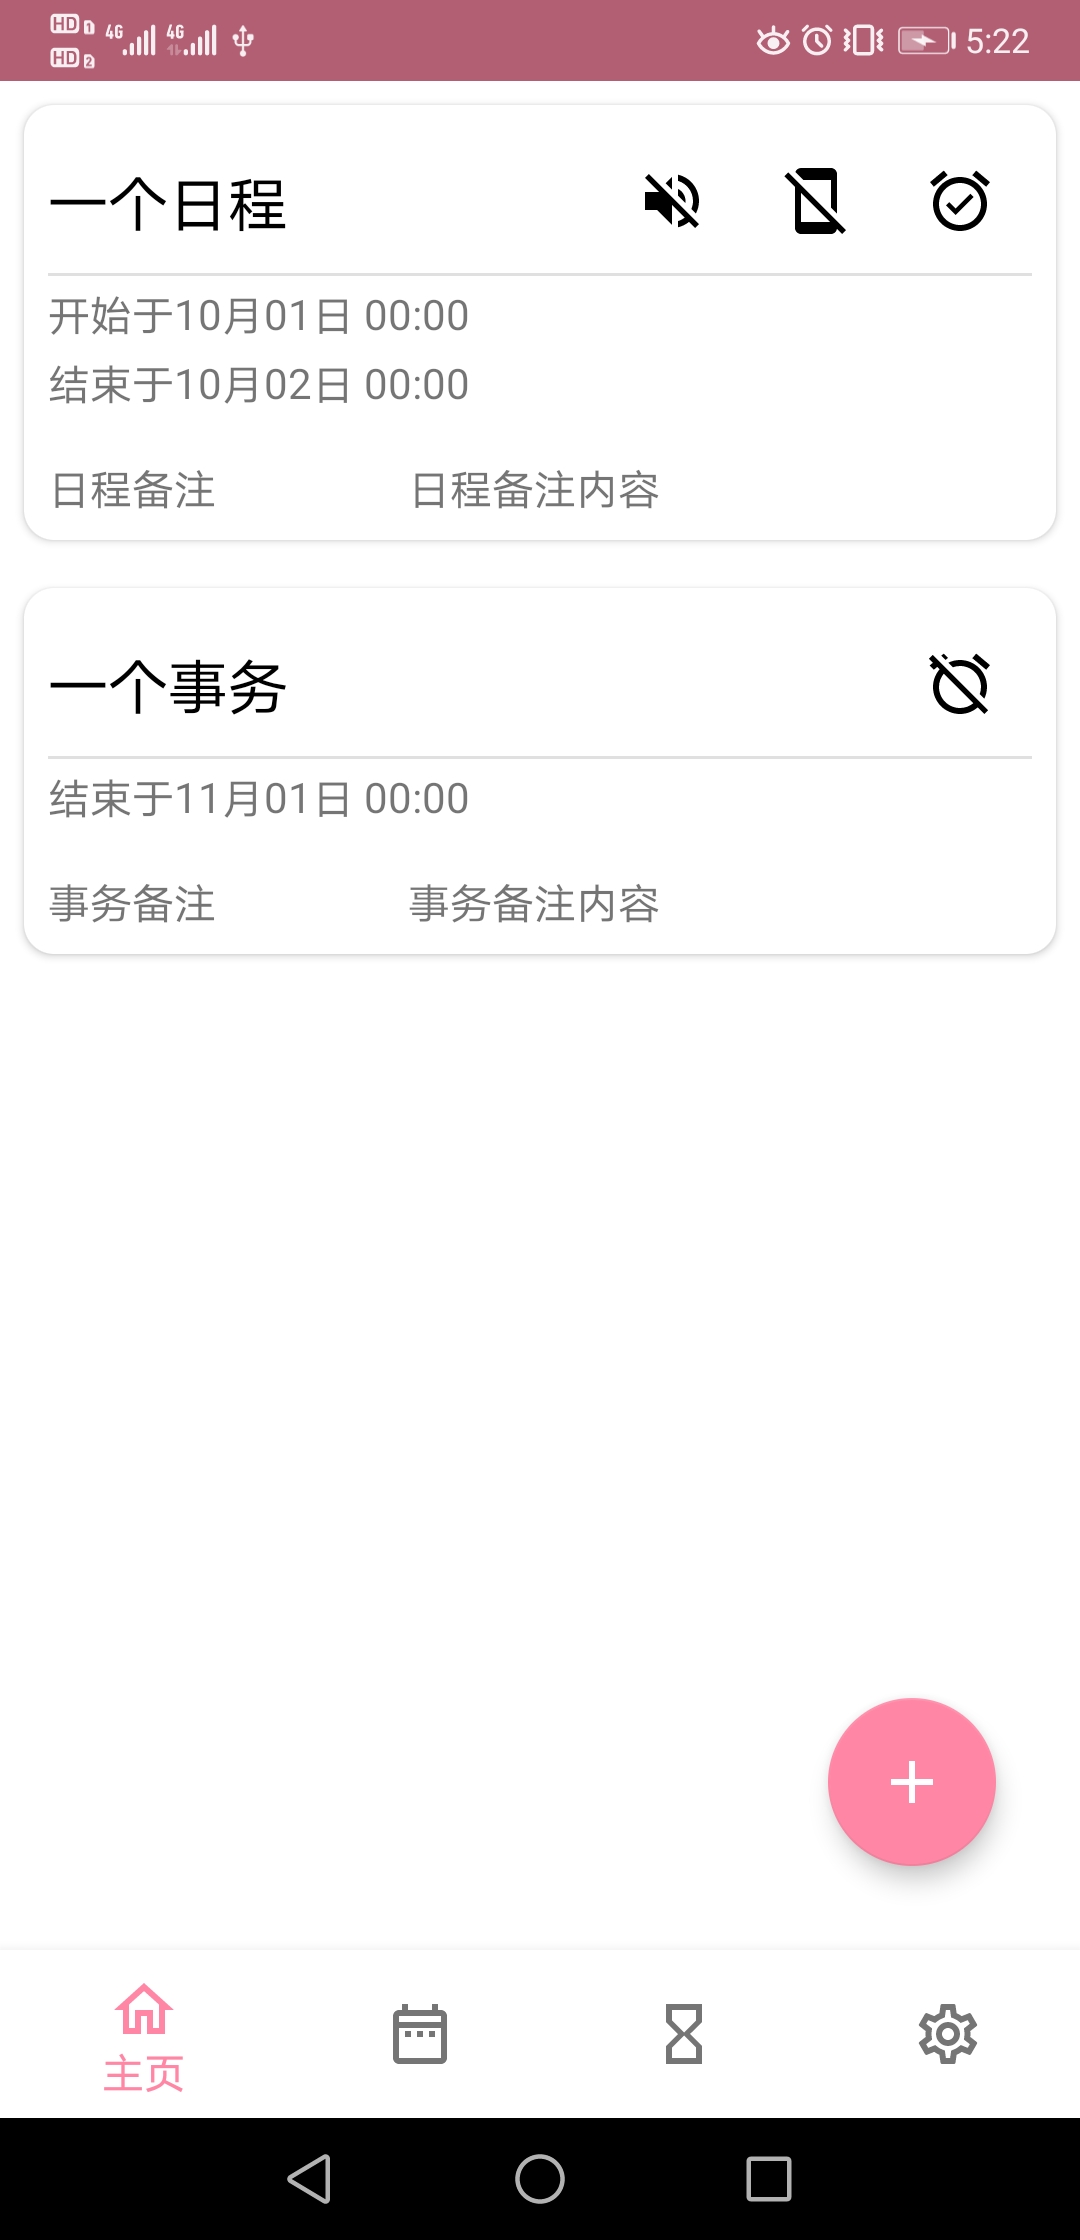 HD 1 4G 4G 5:22
HD 2
一个日程
开始于10月01日 00:00
结束于10月02日 00:00
日程备注 日程备注内容
一个事务
结束于11月01日 00:00
事务备注 事务备注内容
主页